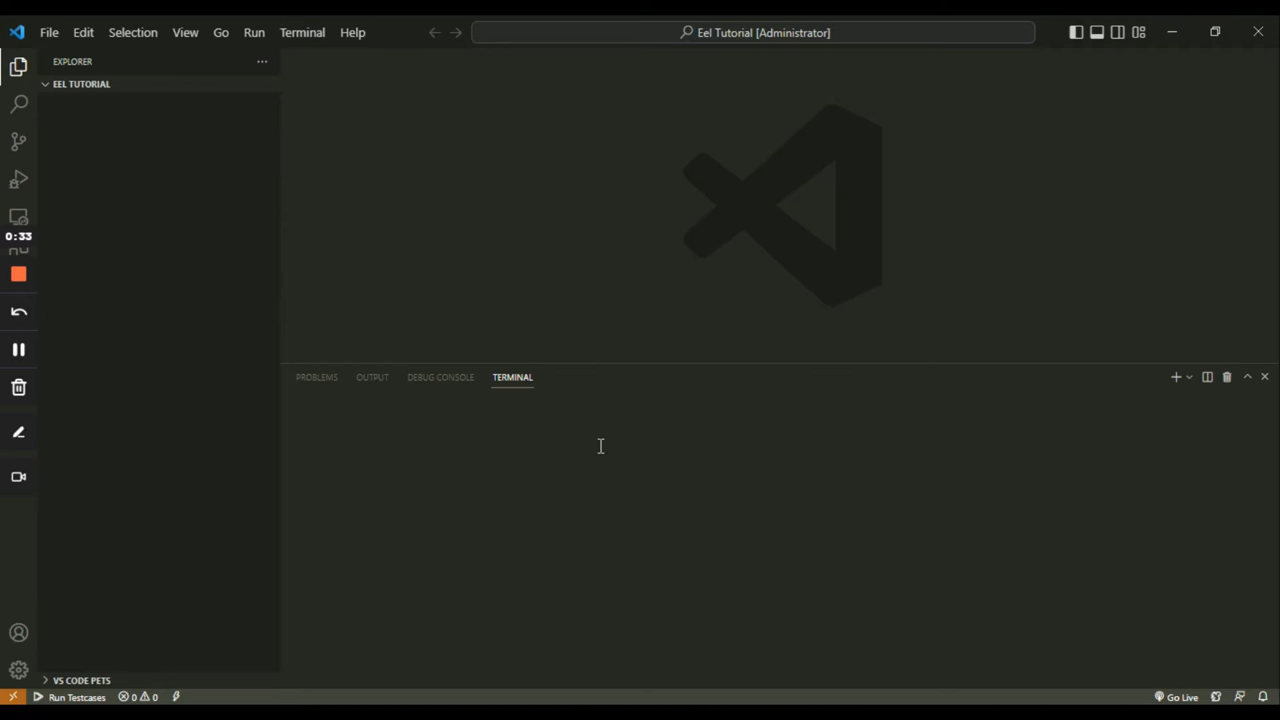 File Edit Selection View Go Run Terminal Help
Eel Tutorial [Administrator]
EXPLORER
EEL TUTORIAL
0:33
PROBLEMS OUTPUT DEBUG CONSOLE TERMINAL
VS CODE PETS
Run Testcases 0 0
Go Live